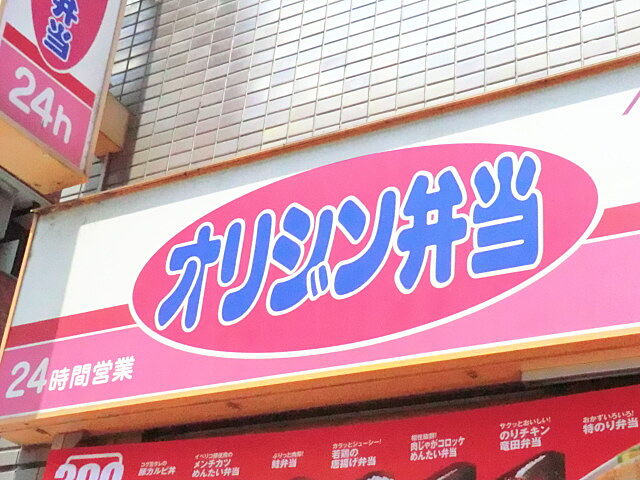 弁当
24h
オリジン弁当
24時間営業
豚カルビ丼
メンチカツ
めんたい弁当
ぷりっと肉厚!
鮭弁当
カラッとジューシー!
若鶏の
唐揚げ弁当
相性抜群!
肉じゃがコロッケ
めんたい弁当
サクッとおいしい!
のりチキン
竜田弁当
おかずいろいろ!
特のり弁当